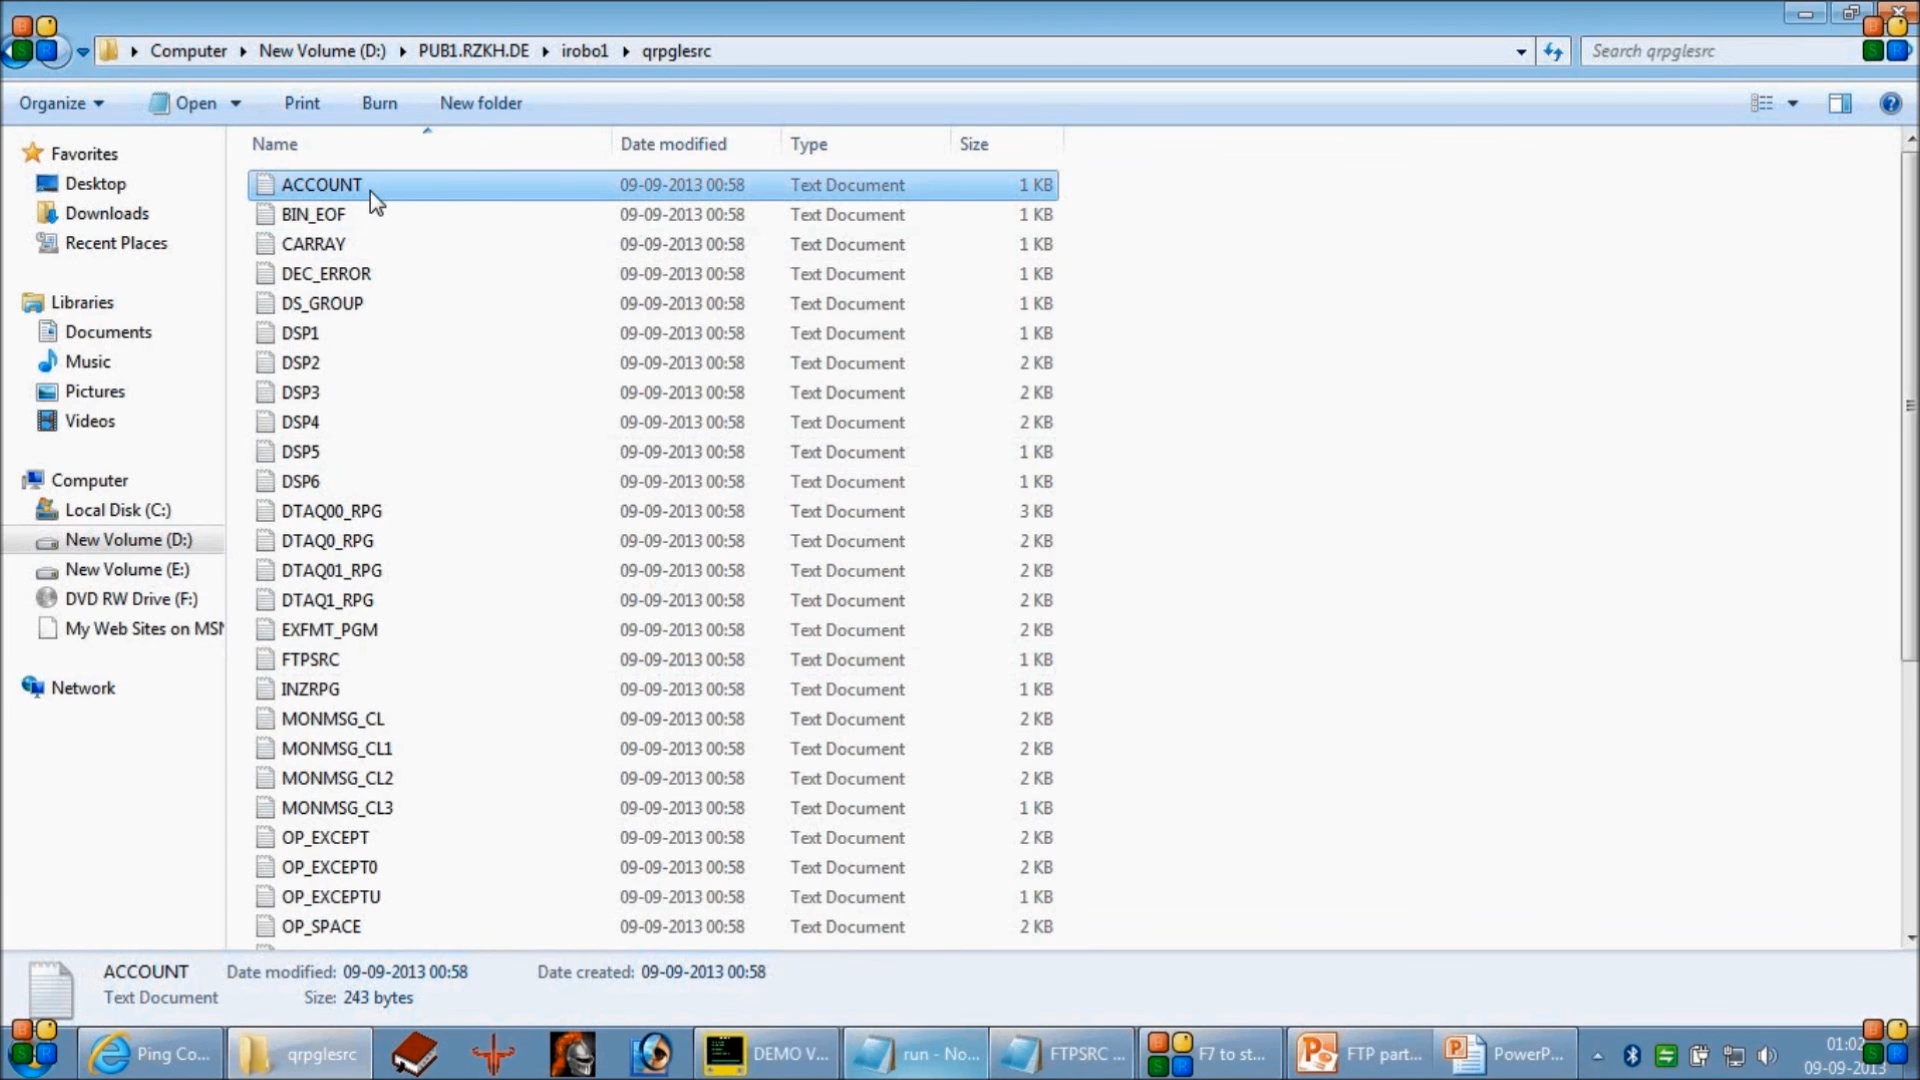 Computer New Volume (D:) PUB1.RZKH.DE irobo1 qrpglesrc Search qrpglesrc
Organize Open Print Burn New folder
Name Date modified Type Size
Favorites
Desktop
Downloads
Recent Places
Libraries
Documents
Music
Pictures
Videos
Computer
Local Disk (C:)
New Volume (D:)
New Volume (E:)
DVD RW Drive (F:)
My Web Sites on MSN
Network
ACCOUNT 09-09-2013 00:58 Text Document 1 KB
BIN_EOF 09-09-2013 00:58 Text Document 1 KB
CARRAY 09-09-2013 00:58 Text Document 1 KB
DEC_ERROR 09-09-2013 00:58 Text Document 1 KB
DS_GROUP 09-09-2013 00:58 Text Document 1 KB
DSP1 09-09-2013 00:58 Text Document 1 KB
DSP2 09-09-2013 00:58 Text Document 2 KB
DSP3 09-09-2013 00:58 Text Document 2 KB
DSP4 09-09-2013 00:58 Text Document 2 KB
DSP5 09-09-2013 00:58 Text Document 1 KB
DSP6 09-09-2013 00:58 Text Document 1 KB
DTAQ00_RPG 09-09-2013 00:58 Text Document 3 KB
DTAQ0_RPG 09-09-2013 00:58 Text Document 2 KB
DTAQ01_RPG 09-09-2013 00:58 Text Document 2 KB
DTAQ1_RPG 09-09-2013 00:58 Text Document 2 KB
EXFMT_PGM 09-09-2013 00:58 Text Document 2 KB
FTPSRC 09-09-2013 00:58 Text Document 1 KB
INZRPG 09-09-2013 00:58 Text Document 1 KB
MONMSG_CL 09-09-2013 00:58 Text Document 2 KB
MONMSG_CL1 09-09-2013 00:58 Text Document 2 KB
MONMSG_CL2 09-09-2013 00:58 Text Document 2 KB
MONMSG_CL3 09-09-2013 00:58 Text Document 1 KB
OP_EXCEPT 09-09-2013 00:58 Text Document 2 KB
OP_EXCEPT0 09-09-2013 00:58 Text Document 2 KB
OP_EXCEPTU 09-09-2013 00:58 Text Document 1 KB
OP_SPACE 09-09-2013 00:58 Text Document 2 KB
ACCOUNT Date modified: 09-09-2013 00:58 Date created: 09-09-2013 00:58
Text Document Size: 243 bytes
Ping Co... qrpglesrc DEMO V... run - No... FTPSRC ... F7 to st... FTP part... PowerP... 01:02
09-09-2013